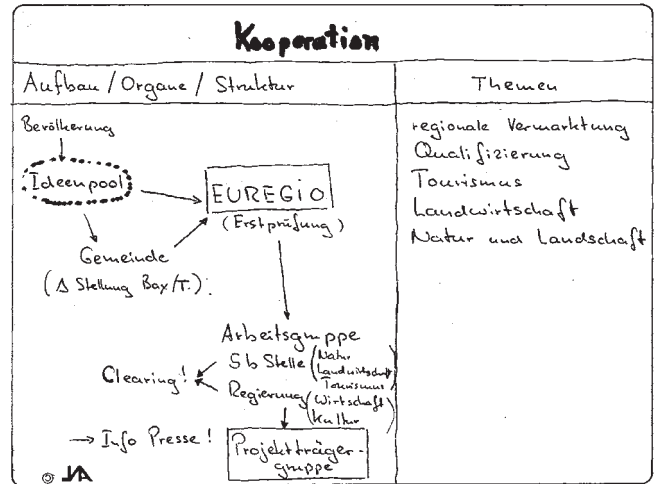 Kooperation
Aufbau / Organe / Struktur
Bevölkerung
Ideenpool
EUREGIO
(Erstprüfung)
Gemeinde
(Δ Stellung Bay/T.)
Arbeitsgruppe
Sb Stelle (Natur
Landwirtschaft
Tourismus)
Clearing!
Regierung (Wirtschaft
Kultur)
→ Info Presse!
Projektträger-
gruppe
Themen
regionale Vermarktung
Qualifizierung
Tourismus
Landwirtschaft
Natur und Landschaft